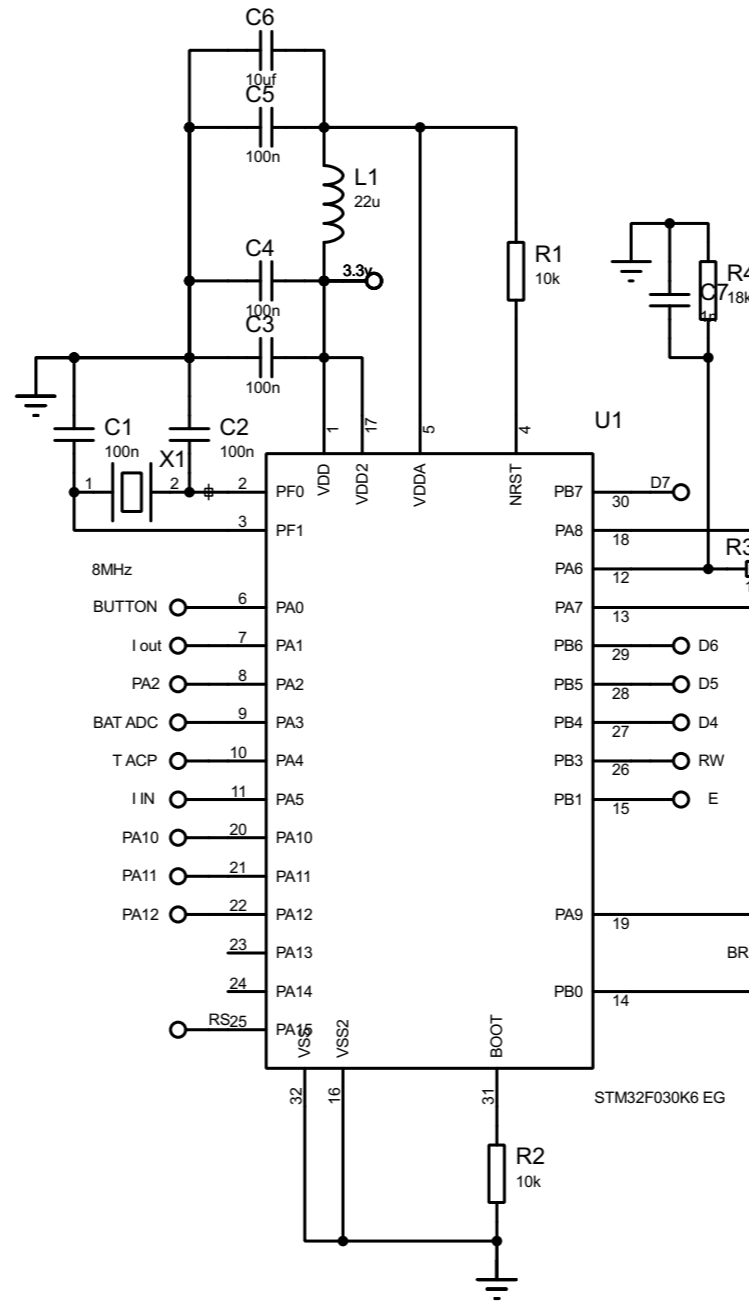 C6
10uf
C5
100n
L1
22u
C4
100n
3.3v
C3
100n
R1
10k
R4
18k
C7
1n
C1
100n
C2
100n
X1
1
2
8MHz
U1
1
17
5
4
VDD
VDD2
VDDA
NRST
2 PF0
3 PF1
BUTTON 6 PA0
I out 7 PA1
PA2 8 PA2
BAT ADC 9 PA3
T ACP 10 PA4
I IN 11 PA5
PA10 20 PA10
PA11 21 PA11
PA12 22 PA12
23 PA13
24 PA14
RS 25 PA15
PB7 30 D7
PA8 18
PA6 12
R3
PA7 13
PB6 29 D6
PB5 28 D5
PB4 27 D4
PB3 26 RW
PB1 15 E
PA9 19
BR
PB0 14
VSS
VSS2
BOOT
32
16
31
STM32F030K6 EG
R2
10k